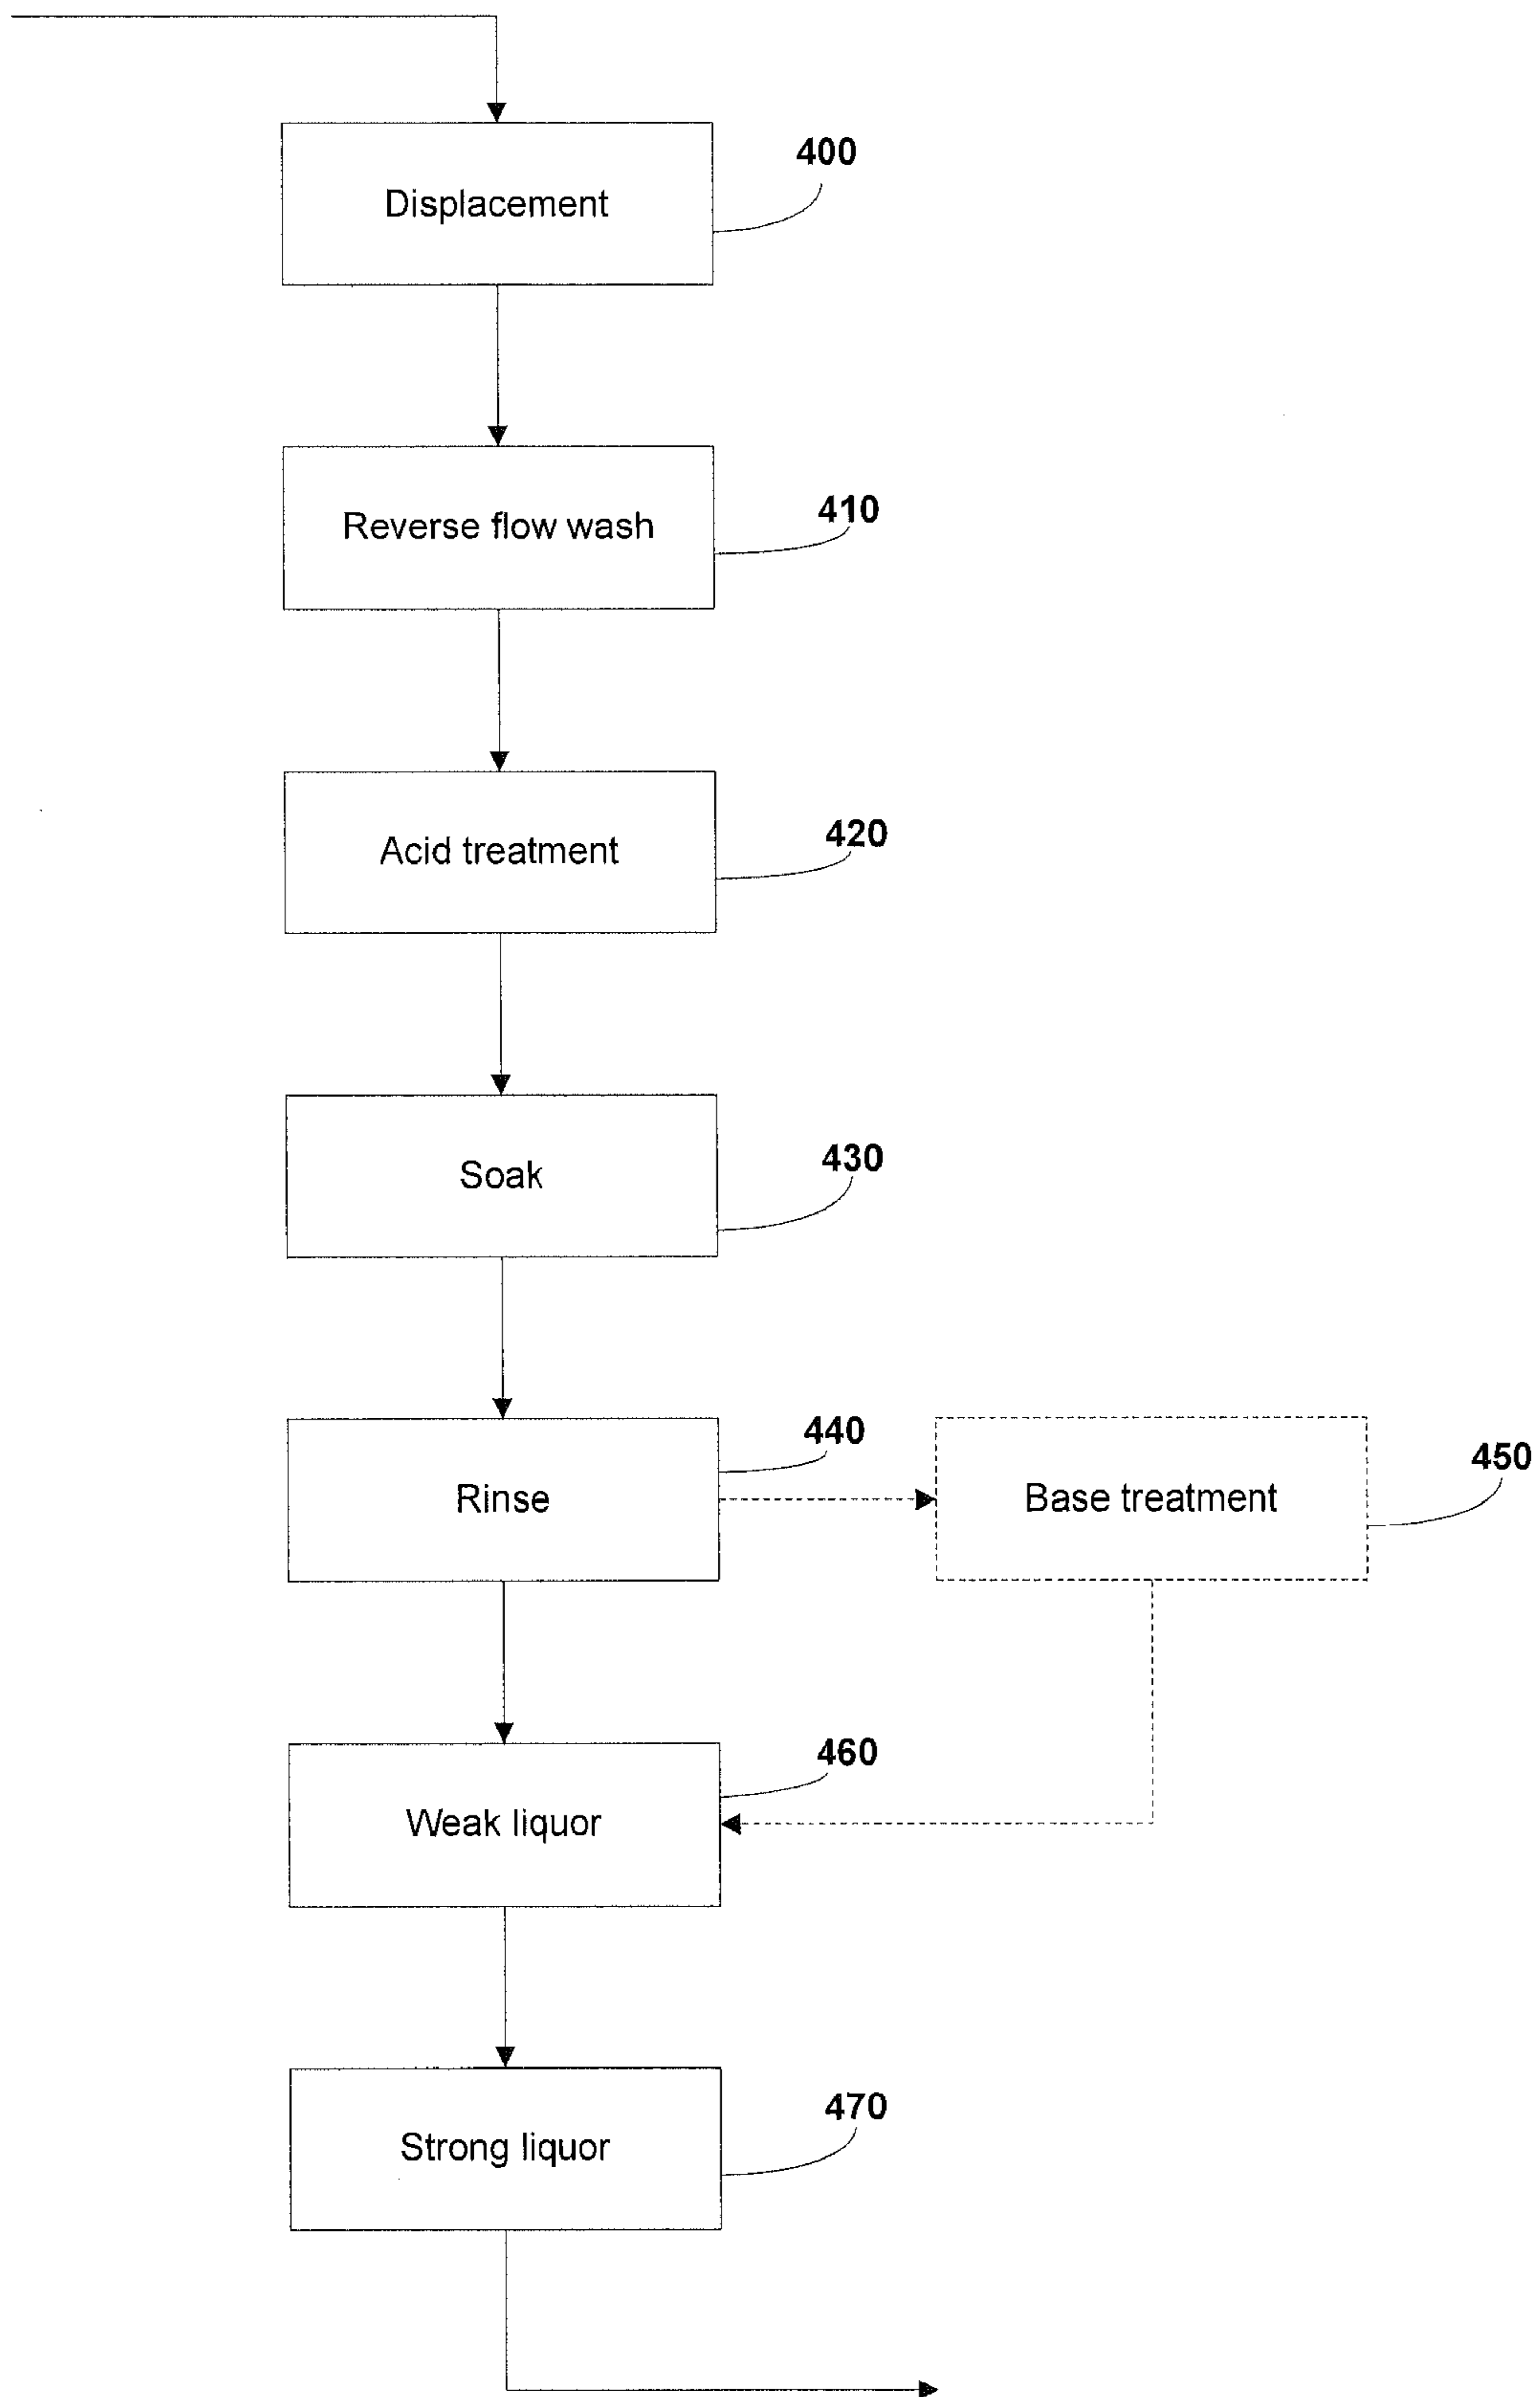 400
Displacement
410
Reverse flow wash
420
Acid treatment
430
Soak
440
Rinse
450
Base treatment
460
Weak liquor
470
Strong liquor